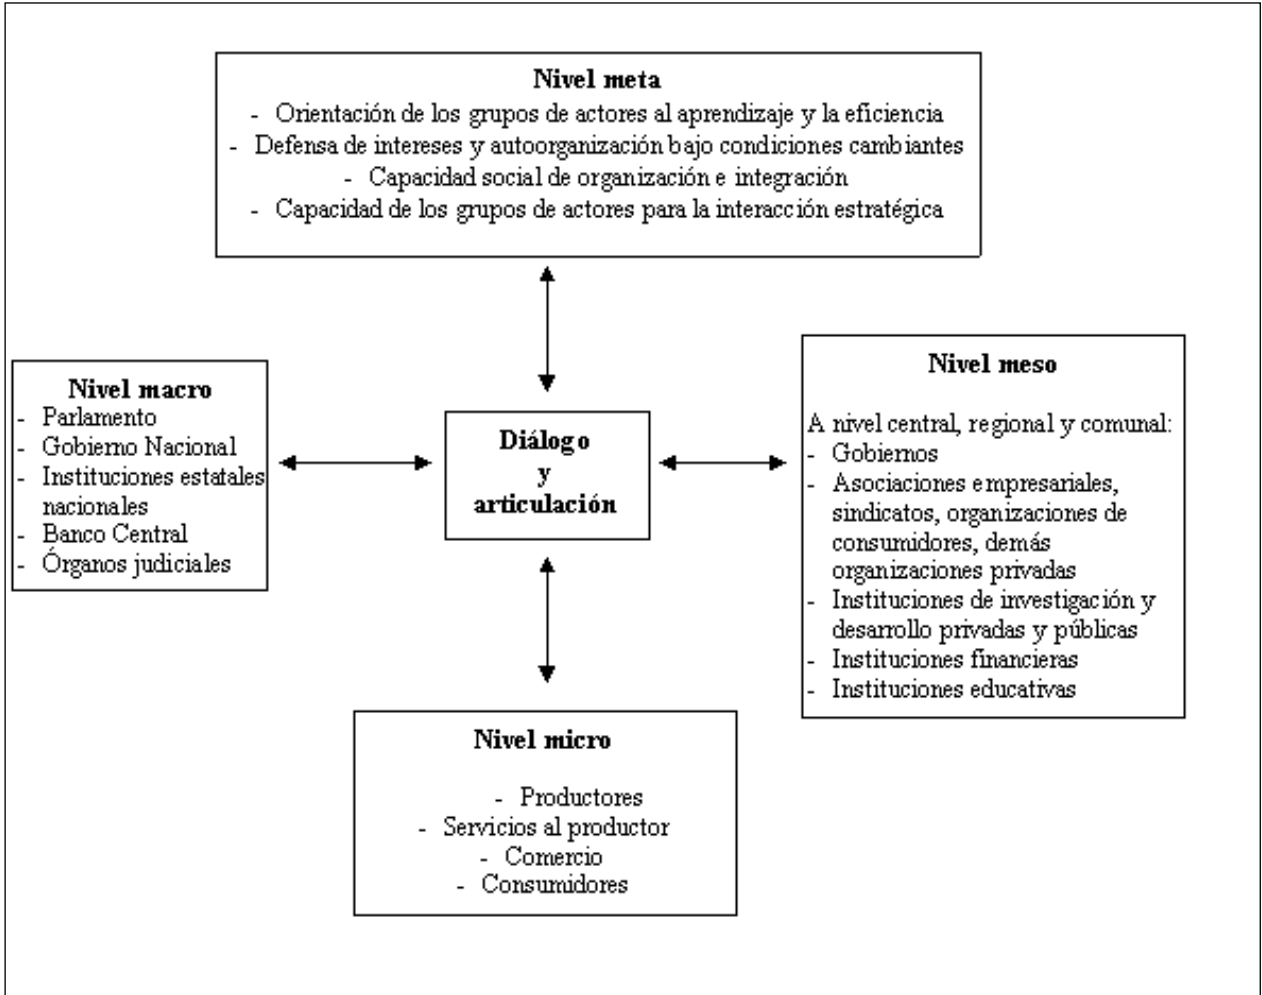 Nivel meta
- Orientación de los grupos de actores al aprendizaje y la eficiencia
- Defensa de intereses y autoorganización bajo condiciones cambiantes
- Capacidad social de organización e integración
- Capacidad de los grupos de actores para la interacción estratégica
Nivel macro
- Parlamento
- Gobierno Nacional
- Instituciones estatales
nacionales
- Banco Central
- Órganos judiciales
Diálogo
y
articulación
Nivel meso
A nivel central, regional y comunal:
- Gobiernos
- Asociaciones empresariales,
sindicatos, organizaciones de
consumidores, demás
organizaciones privadas
- Instituciones de investigación y
desarrollo privadas y públicas
- Instituciones financieras
- Instituciones educativas
Nivel micro
- Productores
- Servicios al productor
- Comercio
- Consumidores